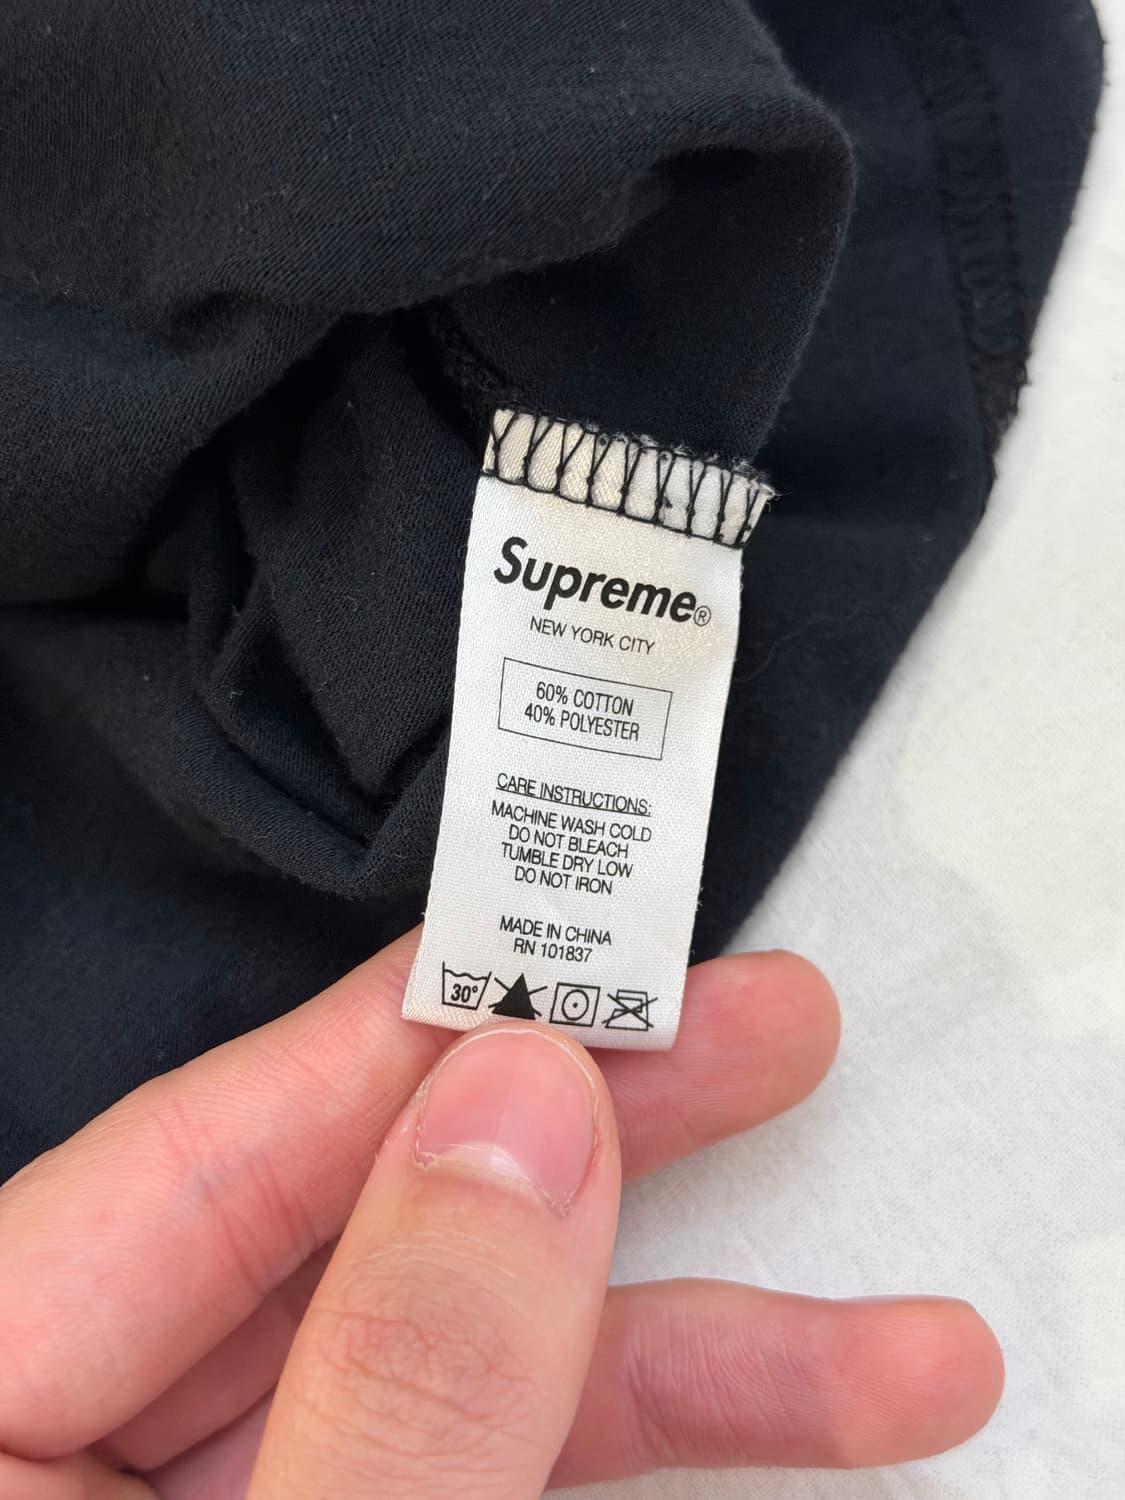 Supreme®
NEW YORK CITY
60% COTTON
40% POLYESTER
CARE INSTRUCTIONS:
MACHINE WASH COLD
DO NOT BLEACH
TUMBLE DRY LOW
DO NOT IRON
MADE IN CHINA
RN 101837
30°